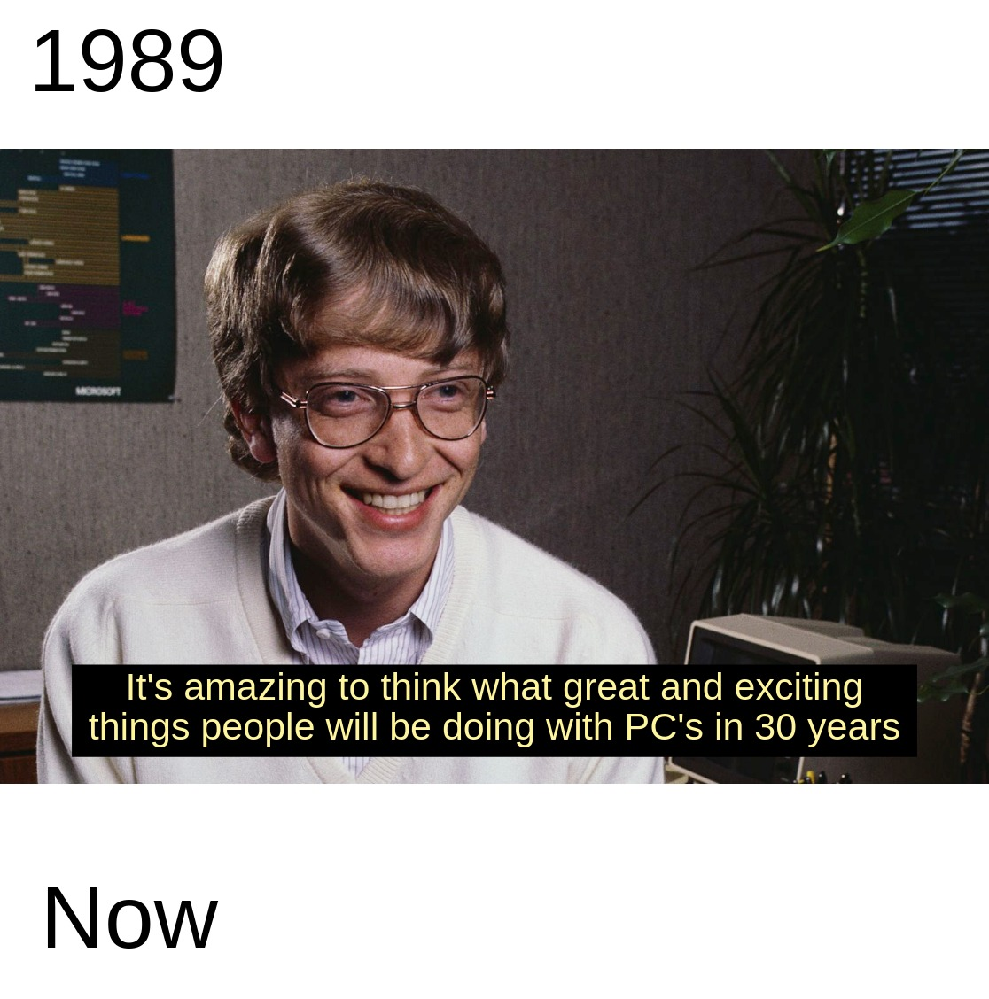 1989
MICROSOFT
It's amazing to think what great and exciting
things people will be doing with PC's in 30 years
Now